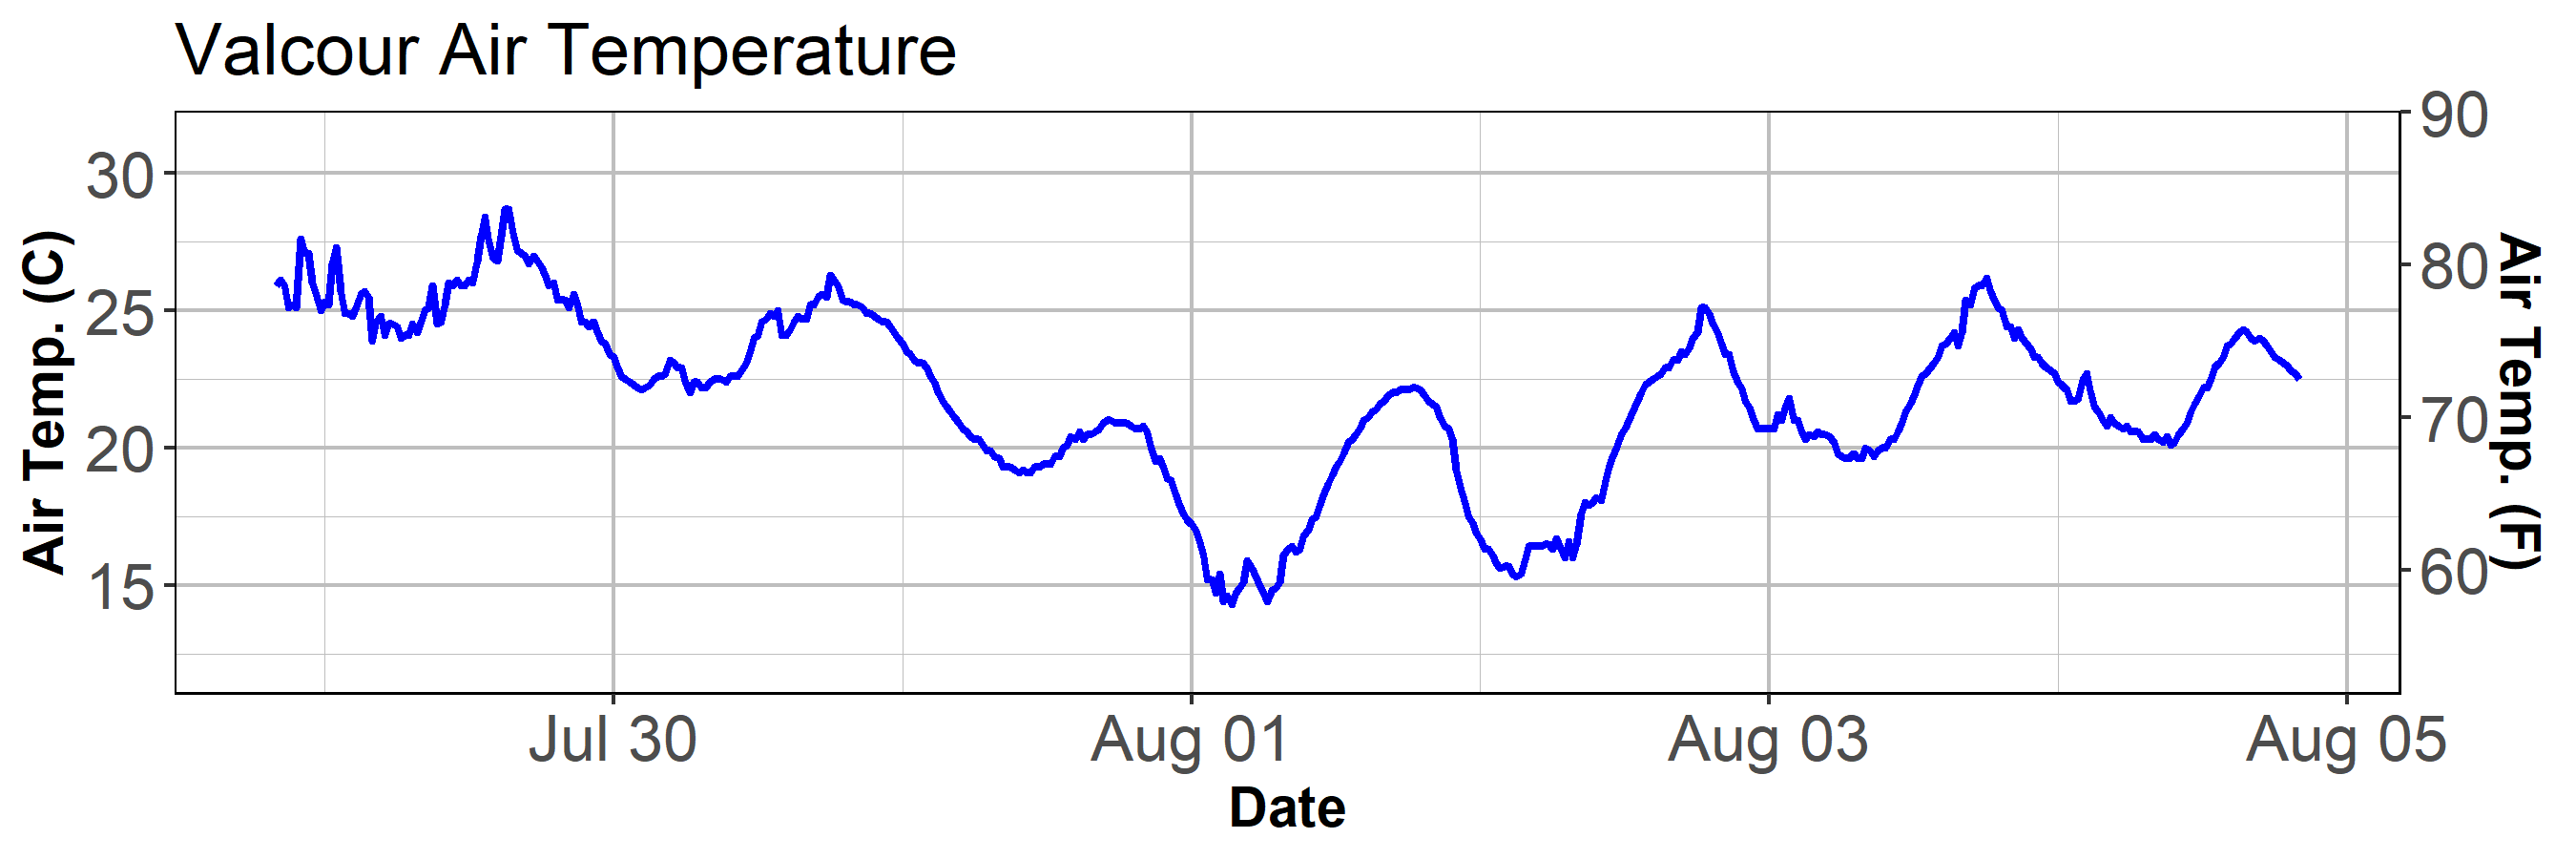 Valcour Air Temperature
Air Temp. (C)
30
25
20
15
90
80
70
60
Air Temp. (F)
Jul 30
Aug 01
Aug 03
Aug 05
Date